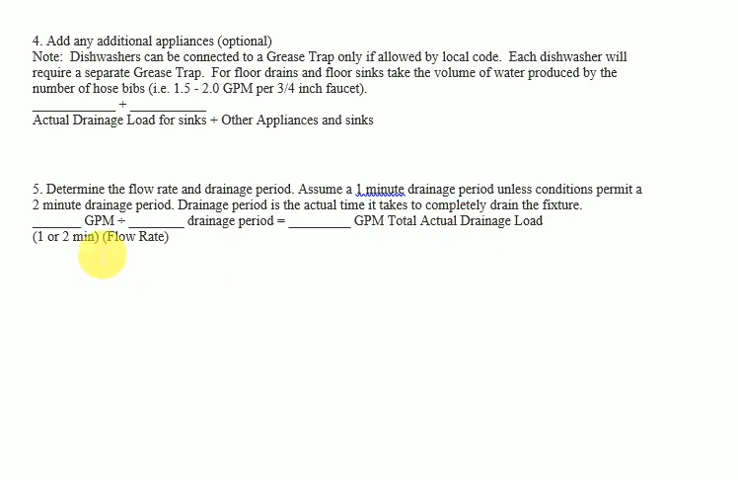 4. Add any additional appliances (optional)
Note:  Dishwashers can be connected to a Grease Trap only if allowed by local code.  Each dishwasher will
require a separate Grease Trap.  For floor drains and floor sinks take the volume of water produced by the
number of hose bibs (i.e. 1.5 - 2.0 GPM per 3/4 inch faucet).
____________ + ___________
Actual Drainage Load for sinks + Other Appliances and sinks
5. Determine the flow rate and drainage period. Assume a 1 minute drainage period unless conditions permit a
2 minute drainage period. Drainage period is the actual time it takes to completely drain the fixture.
_______ GPM ÷ ________ drainage period = _________ GPM Total Actual Drainage Load
(1 or 2 min) (Flow Rate)